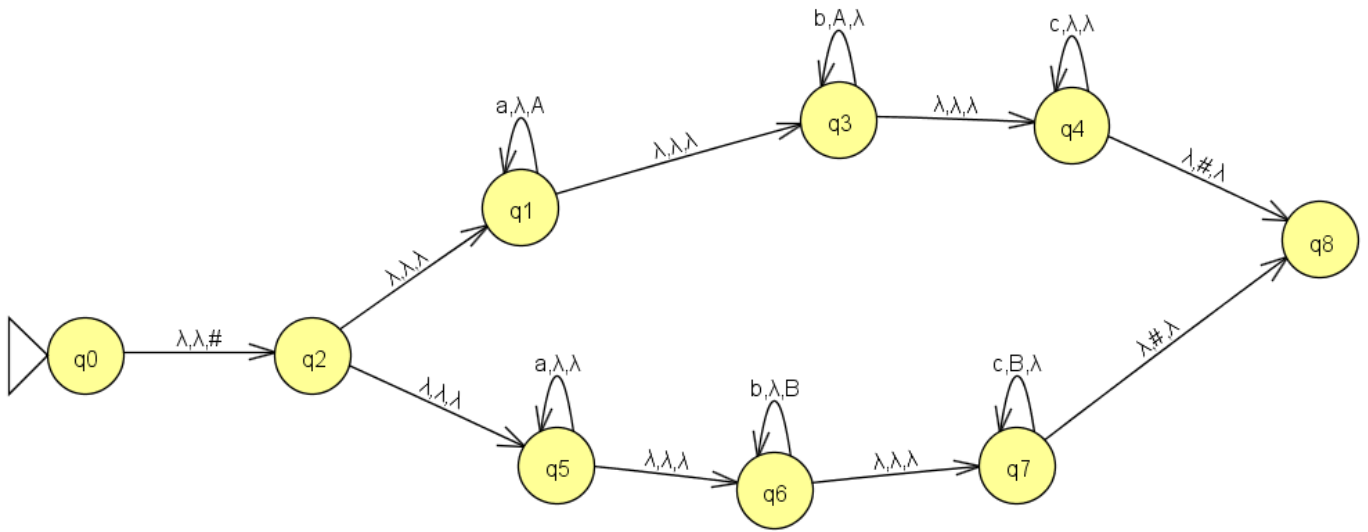 b,A,λ
c,λ,λ
a,λ,A
q3
λ,λ,λ
q4
λ,λ,λ
λ,#,λ
q1
q8
λ,λ,λ
λ,λ,#
q0
q2
λ,#,λ
a,λ,λ
c,B,λ
λ,λ,λ
b,λ,B
q5
λ,λ,λ
q6
λ,λ,λ
q7